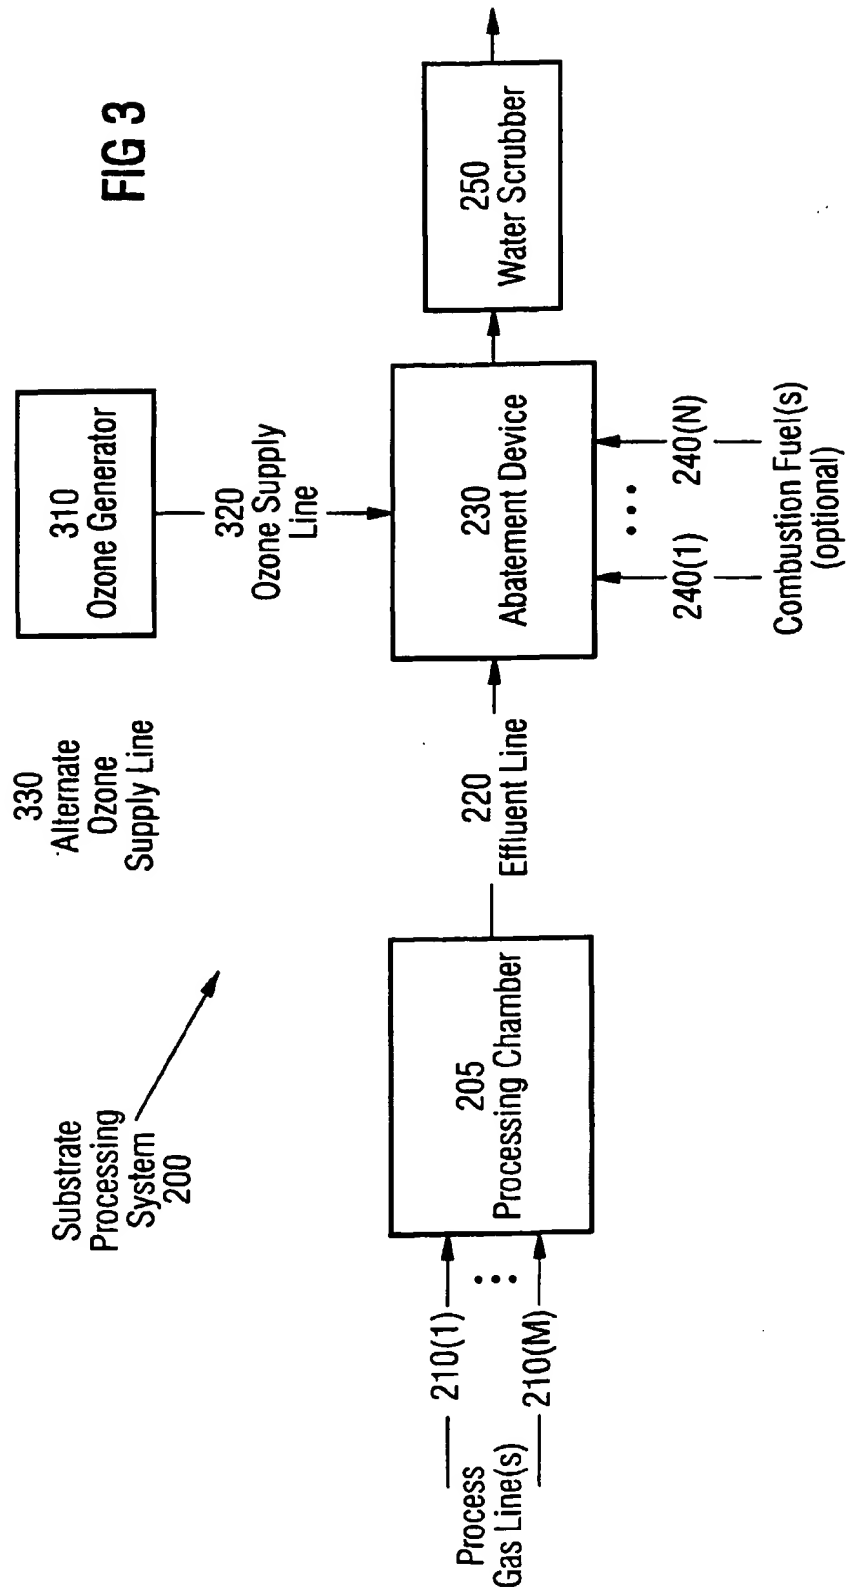 FIG 3
Substrate
Processing
System
200
330
Alternate
Ozone
Supply Line
310
Ozone Generator
320
Ozone Supply
Line
Process
Gas Line(s)
210(1)
210(M)
205
Processing Chamber
220
Effluent Line
230
Abatement Device
240(1)
240(N)
Combustion Fuel(s)
(optional)
250
Water Scrubber